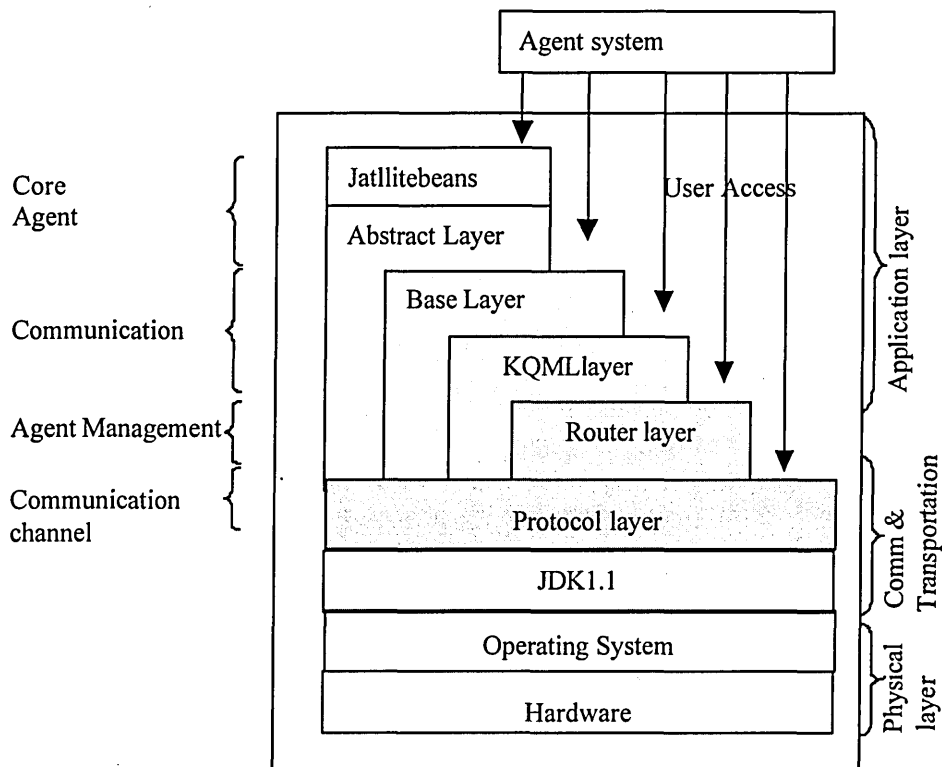 Agent system
Jatllitebeans
User Access
Core
Agent
Abstract Layer
Base Layer
Communication
KQMLlayer
Agent Management
Router layer
Communication
channel
Protocol layer
JDK1.1
Operating System
Hardware
Application layer
Comm &
Transportation
Physical
layer